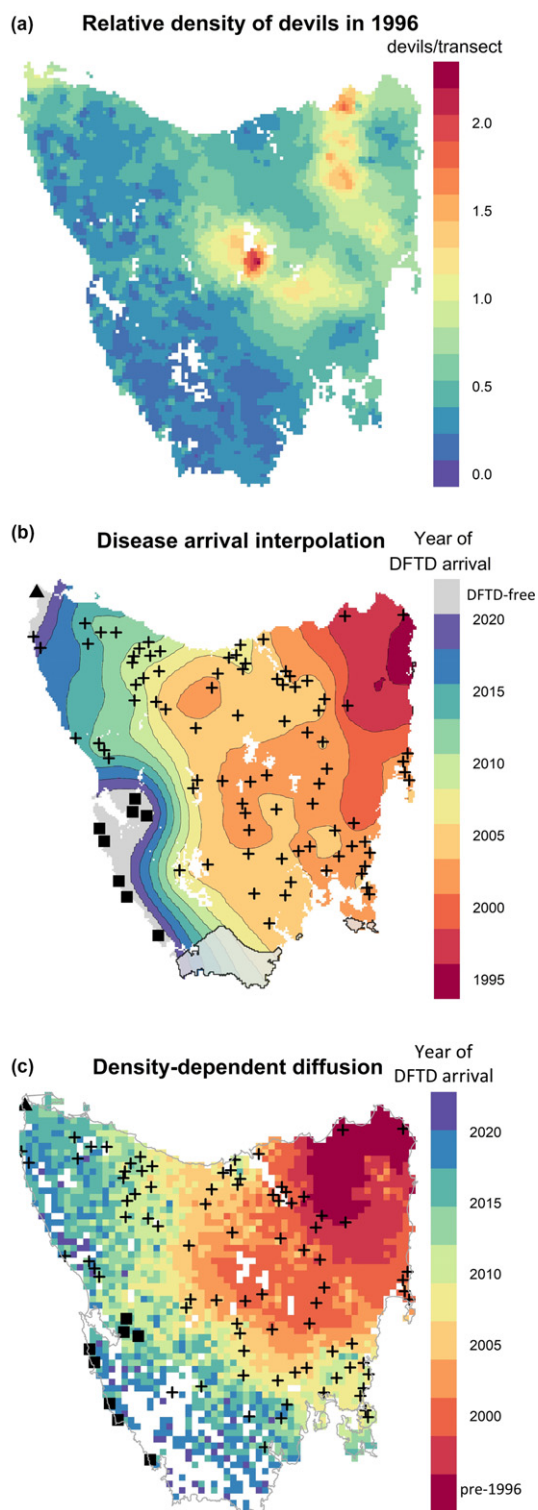 (a) Relative density of devils in 1996
devils/transect
2.0
1.5
1.0
0.5
0.0
(b) Disease arrival interpolation
Year of
DFTD arrival
DFTD-free
2020
2015
2010
2005
2000
1995
(c) Density-dependent diffusion
Year of
DFTD arrival
2020
2015
2010
2005
2000
pre-1996